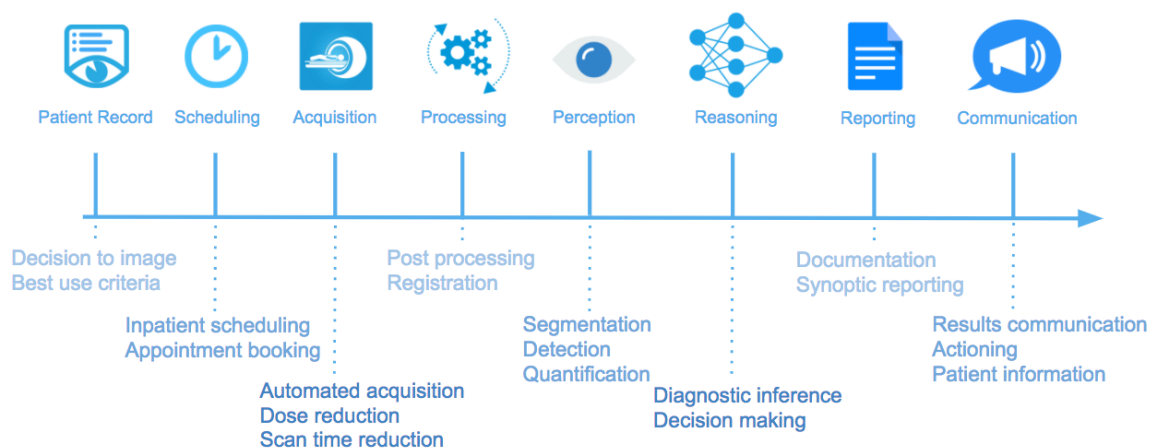 Patient Record
Scheduling
Acquisition
Processing
Perception
Reasoning
Reporting
Communication
Decision to image
Best use criteria
Post processing
Registration
Documentation
Synoptic reporting
Inpatient scheduling
Appointment booking
Segmentation
Detection
Quantification
Results communication
Actioning
Patient information
Automated acquisition
Dose reduction
Scan time reduction
Diagnostic inference
Decision making